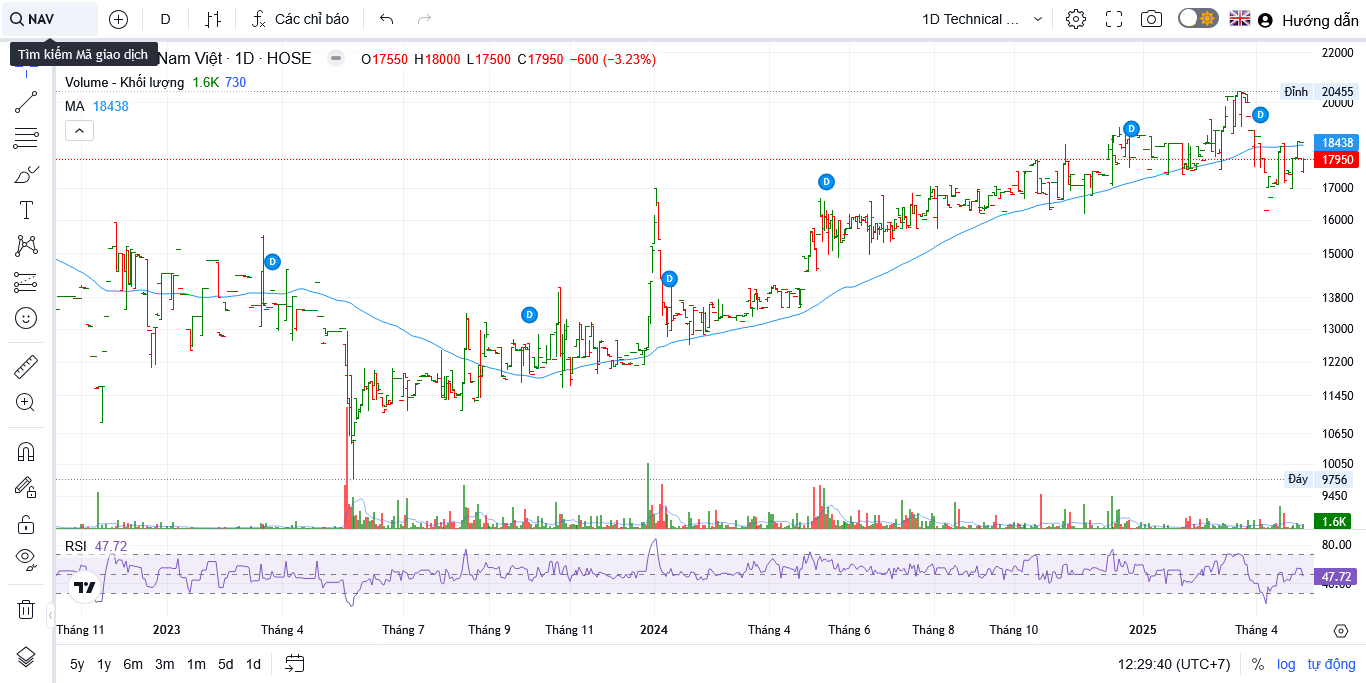 NAV
D
Các chỉ báo
1D Technical ...
Hướng dẫn
Tìm kiếm Mã giao dịch
Nam Việt · 1D · HOSE
O17550 H18000 L17500 C17950 −600 (−3.23%)
Volume - Khối lượng 1.6K 730
MA 18438
22000
Đỉnh 20455
20000
18438
17950
17000
16000
15000
13800
13000
12200
11450
10650
10050
Đáy 9756
9450
1.6K
D
D
D
D
D
D
RSI 47.72
80.00
47.72
40.00
Tháng 11 2023 Tháng 4 Tháng 7 Tháng 9 Tháng 11 2024 Tháng 4 Tháng 6 Tháng 8 Tháng 10 2025 Tháng 4
5y 1y 6m 3m 1m 5d 1d
12:29:40 (UTC+7) % log tự động